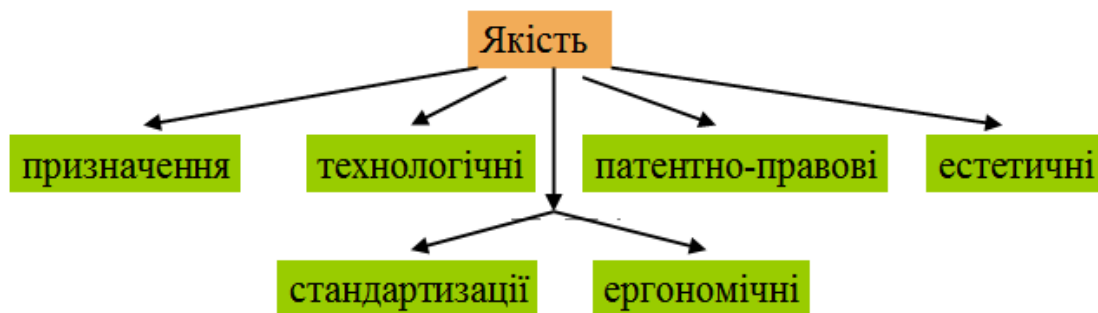 Якість
призначення
технологічні
патентно-правові
естетичні
стандартизації
ергономічні